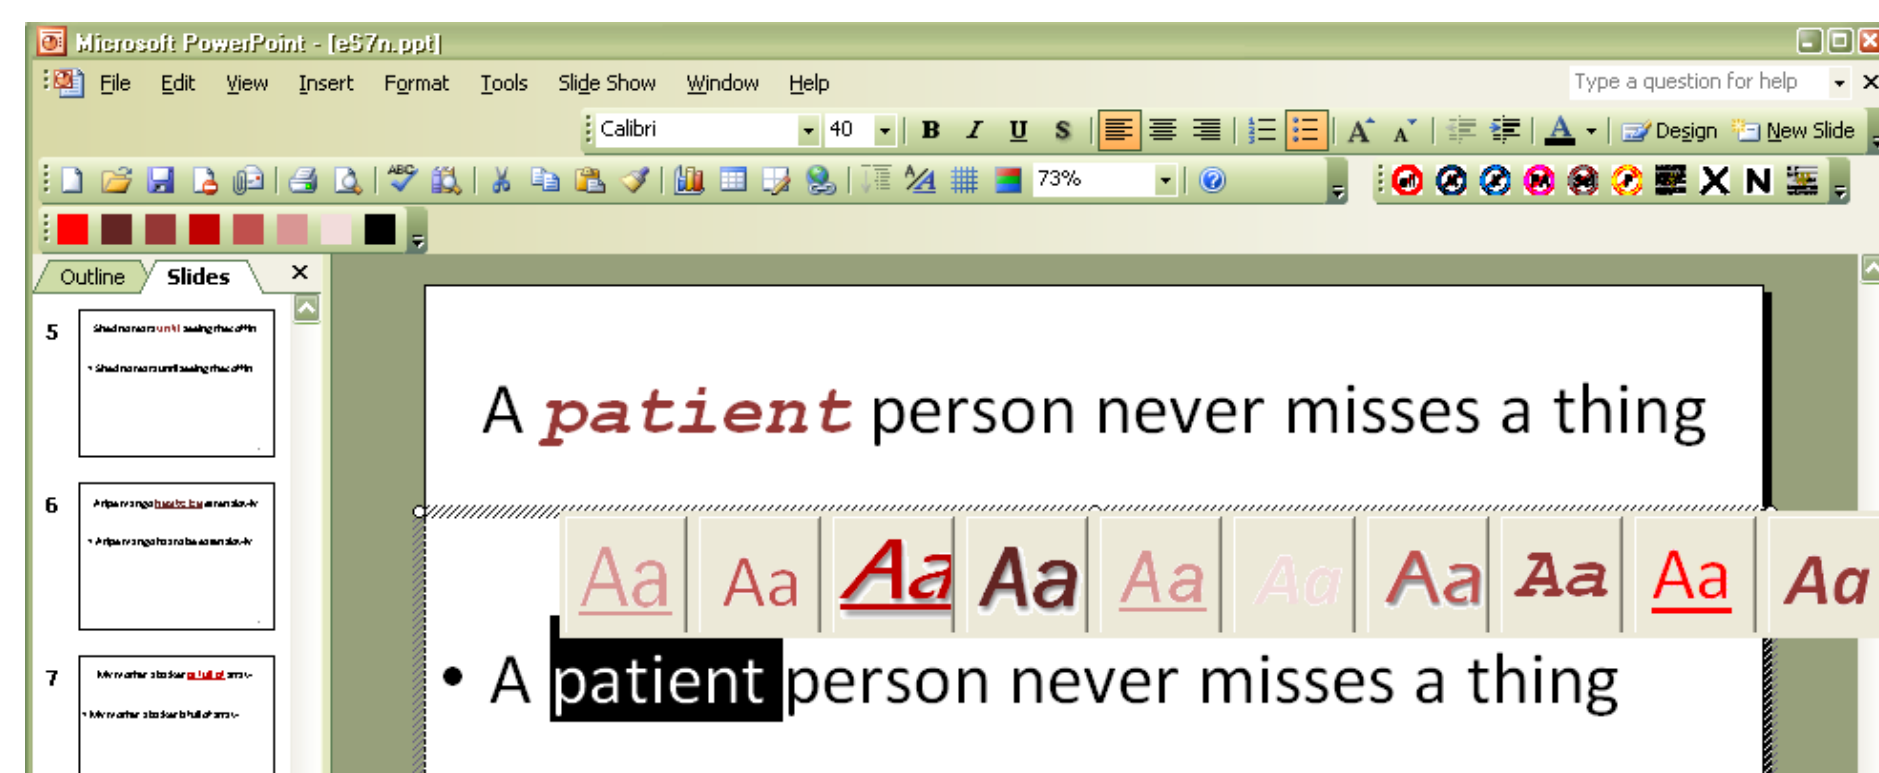 Microsoft PowerPoint - [eS7n.ppt]
File Edit View Insert Format Tools Slide Show Window Help Type a question for help
Calibri 40 B I U S A A A Design New Slide
ABC 73% X N
Outline Slides
A patient person never misses a thing
5
6
Aa Aa Aa Aa Aa Aa Aa Aa Aa Aa
7
• A patient person never misses a thing